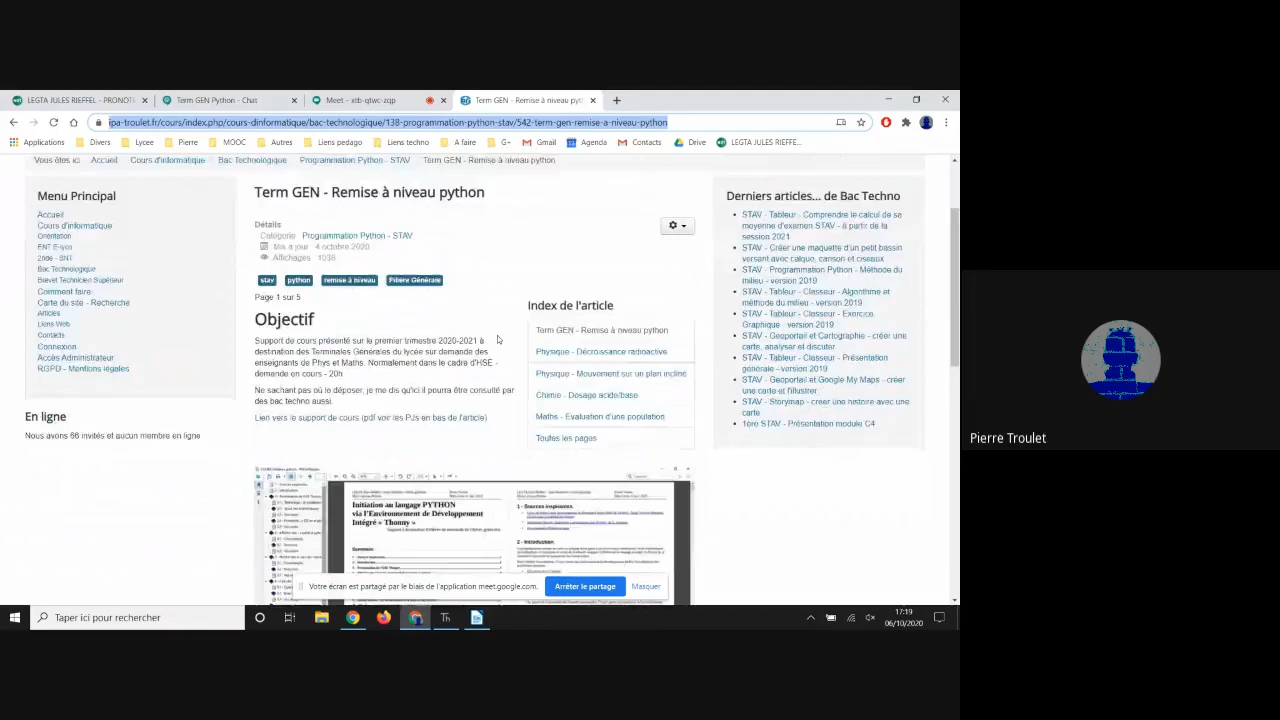 LEGTA JULES RIEFFEL - PRONOTE
Term GEN Python - Chat
Meet – xtb-qtwc-zqp
Term GEN - Remise à niveau pyth
ipa-troulet.fr/cours/index.php/cours-dinformatique/bac-technologique/138-programmation-python-stav/542-term-gen-remise-a-niveau-python
Applications
Divers
Lycee
Pierre
MOOC
Autres
Liens pedago
Liens techno
A faire
G+
Gmail
Agenda
Contacts
Drive
LEGTA JULES RIEFFE...
Vous êtes ici
Accueil
Cours d'informatique
Bac Technologique
Programmation Python - STAV
Term GEN - Remise à niveau python
Menu Principal
Accueil
Cours d'informatique
Orientation
ENT E-lyco
2nde - SNT
Bac Technologique
Brevet Technicien Supérieur
Comment faire
Carte du site - Recherche
Articles
Liens Web
Contacts
Connexion
Accès Administrateur
RGPD - Mentions légales
En ligne
Nous avons 66 invités et aucun membre en ligne
Term GEN - Remise à niveau python
Détails
Catégorie Programmation Python - STAV
Mis à jour 4 octobre 2020
Affichages 1038
stav python remise à niveau Filière Générale
Page 1 sur 5
Objectif
Support de cours présenté sur le premier trimestre 2020-2021 à
destination des Terminales Générales du lycée sur demande des
enseignants de Phys et Maths. Normalement dans le cadre d'HSE -
demande en cours - 20h
Ne sachant pas où le déposer, je me dis qu'ici il pourra être consulté par
des bac techno aussi.
Lien vers le support de cours (pdf voir les PJs en bas de l'article)
Index de l'article
Term GEN - Remise à niveau python
Physique - Décroissance radioactive
Physique - Mouvement sur un plan incliné
Chimie - Dosage acide/base
Maths - Evaluation d'une population
Toutes les pages
Derniers articles... de Bac Techno
STAV - Tableur - Comprendre le calcul de sa
moyenne d'examen STAV - à partir de la
session 2021
STAV - Créer une maquette d'un petit bassin
versant avec calque, canson et ciseaux
STAV - Programmation Python - Méthode du
milieu - version 2019
STAV - Tableur - Classeur - Algorithme et
méthode du milieu - version 2019
STAV - Tableur - Classeur - Exercice
Graphique - version 2019
STAV - Geoportail et Cartographie - créer une
carte, analyser et discuter
STAV - Tableur - Classeur - Présentation
générale - version 2019
STAV - Geoportail et Google My Maps - créer
une carte et l'illustrer
STAV - Storymap - créer une histoire avec une
carte
1ère STAV - Présentation module C4
Initiation au langage PYTHON
via l'Environnement de Développement
Intégré « Thonny »
Sommaire
1 - Sources inspirantes
2 - Introduction
Votre écran est partagé par le biais de l'application meet.google.com.
Arrêter le partage
Masquer
Taper ici pour rechercher
Th
17:19
06/10/2020
Pierre Troulet